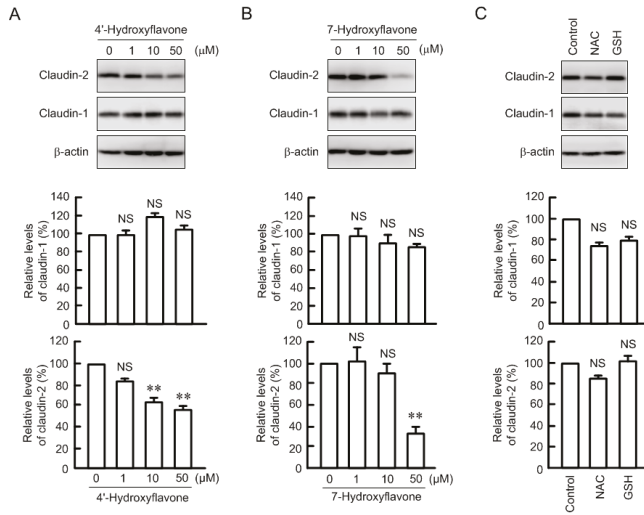 A
4′-Hydroxyflavone
0 1 10 50 (μM)
Claudin-2
Claudin-1
β-actin
140
120
100
80
60
40
20
0
Relative levels
of claudin-1 (%)
NS
NS
NS
120
100
80
60
40
20
0
Relative levels
of claudin-2 (%)
NS
**
**
0 1 10 50 (μM)
4′-Hydroxyflavone
B
7-Hydroxyflavone
0 1 10 50 (μM)
Claudin-2
Claudin-1
β-actin
140
120
100
80
60
40
20
0
Relative levels
of claudin-1 (%)
NS
NS
NS
120
100
80
60
40
20
0
Relative levels
of claudin-2 (%)
NS
NS
**
0 1 10 50 (μM)
7-Hydroxyflavone
C
Control
NAC
GSH
Claudin-2
Claudin-1
β-actin
120
100
80
60
40
20
0
Relative levels
of claudin-1 (%)
NS
NS
120
100
80
60
40
20
0
Relative levels
of claudin-2 (%)
NS
NS
Control
NAC
GSH